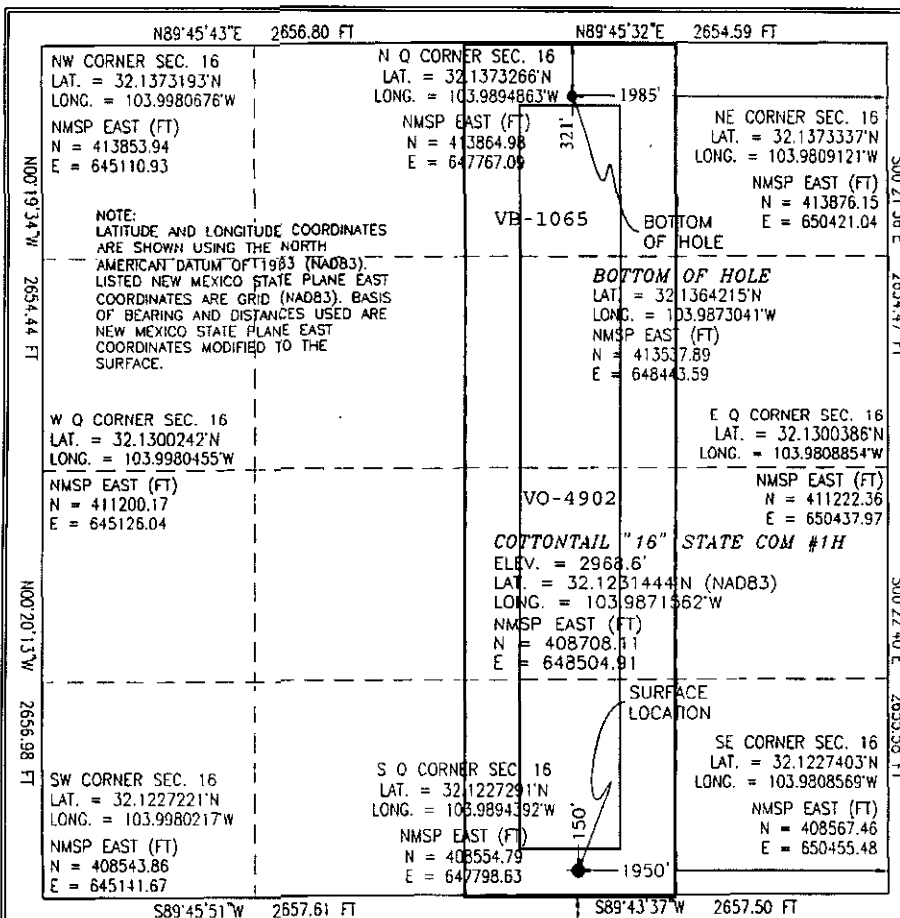 N89°45'43"E 2656.80 FT
N89°45'32"E 2654.59 FT
NW CORNER SEC. 16
LAT. = 32.1373193°N
LONG. = 103.9980676°W
NMSP EAST (FT)
N = 413853.94
E = 645110.93
N Q CORNER SEC. 16
LAT. = 32.1373266°N
LONG. = 103.9894863°W
NMSP EAST (FT)
N = 413864.98
E = 647767.09
1985'
321'
NE CORNER SEC. 16
LAT. = 32.1373337°N
LONG. = 103.9809121°W
NMSP EAST (FT)
N = 413876.15
E = 650421.04
N00°19'34"W 2654.44 FT
S00°21'38"E 2654.47 FT
NOTE:
LATITUDE AND LONGITUDE COORDINATES
ARE SHOWN USING THE NORTH
AMERICAN DATUM OF 1983 (NAD83).
LISTED NEW MEXICO STATE PLANE EAST
COORDINATES ARE GRID (NAD83). BASIS
OF BEARING AND DISTANCES USED ARE
NEW MEXICO STATE PLANE EAST
COORDINATES MODIFIED TO THE
SURFACE.
VB-1065
BOTTOM
OF HOLE
BOTTOM OF HOLE
LAT. = 32.1364215°N
LONG. = 103.9873041°W
NMSP EAST (FT)
N = 413537.89
E = 648443.59
W Q CORNER SEC. 16
LAT. = 32.1300242°N
LONG. = 103.9980455°W
NMSP EAST (FT)
N = 411200.17
E = 645126.04
E Q CORNER SEC. 16
LAT. = 32.1300386°N
LONG. = 103.9808854°W
NMSP EAST (FT)
N = 411222.36
E = 650437.97
VO-4902
COTTONTAIL "16" STATE COM #1H
ELEV. = 2968.6'
LAT. = 32.1231444°N (NAD83)
LONG. = 103.9871562°W
NMSP EAST (FT)
N = 408708.11
E = 648504.91
N00°20'13"W 2656.98 FT
S00°22'40"E
SURFACE
LOCATION
SW CORNER SEC. 16
LAT. = 32.1227221°N
LONG. = 103.9980217°W
NMSP EAST (FT)
N = 408543.86
E = 645141.67
S Q CORNER SEC. 16
LAT. = 32.1227291°N
LONG. = 103.9894392°W
NMSP EAST (FT)
N = 408554.79
E = 647798.63
150'
1950'
SE CORNER SEC. 16
LAT. = 32.1227403°N
LONG. = 103.9808569°W
NMSP EAST (FT)
N = 408567.46
E = 650455.48
S89°45'51"W 2657.61 FT
S89°43'37"W 2657.50 FT